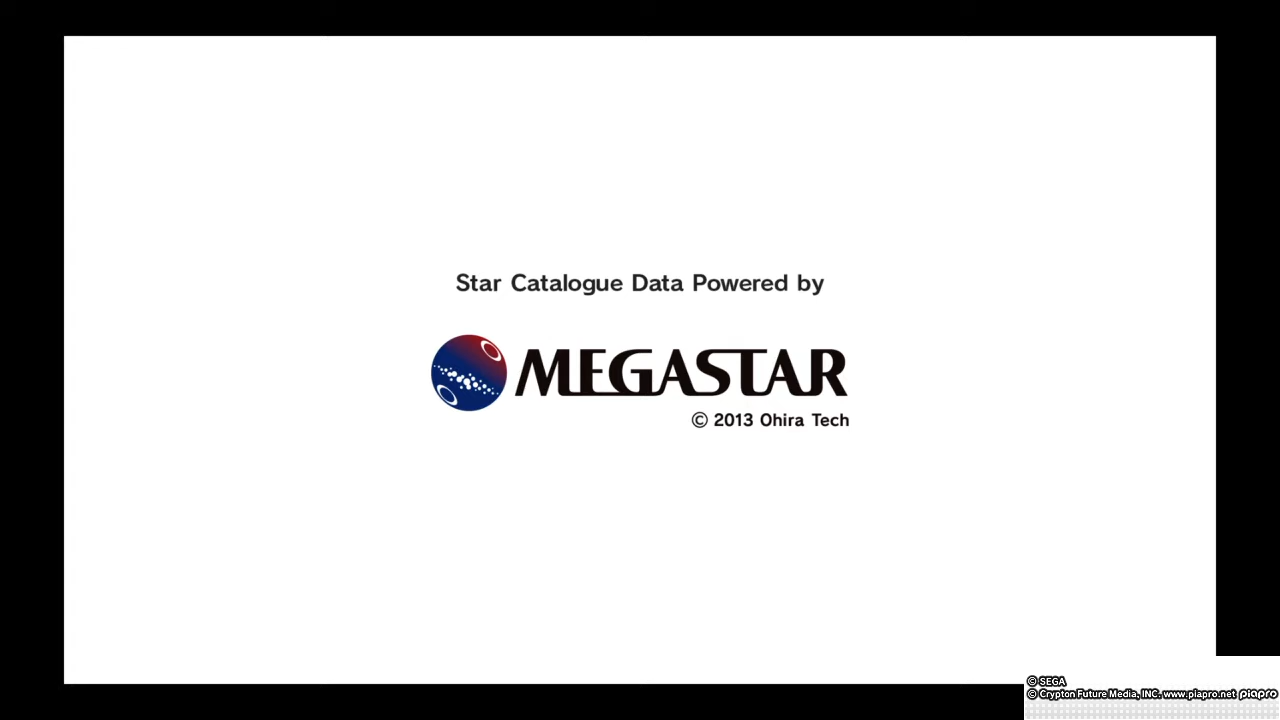 Star Catalogue Data Powered by
MEGASTAR
© 2013 Ohira Tech
© SEGA
© Crypton Future Media, INC. www.piapro.net piapro